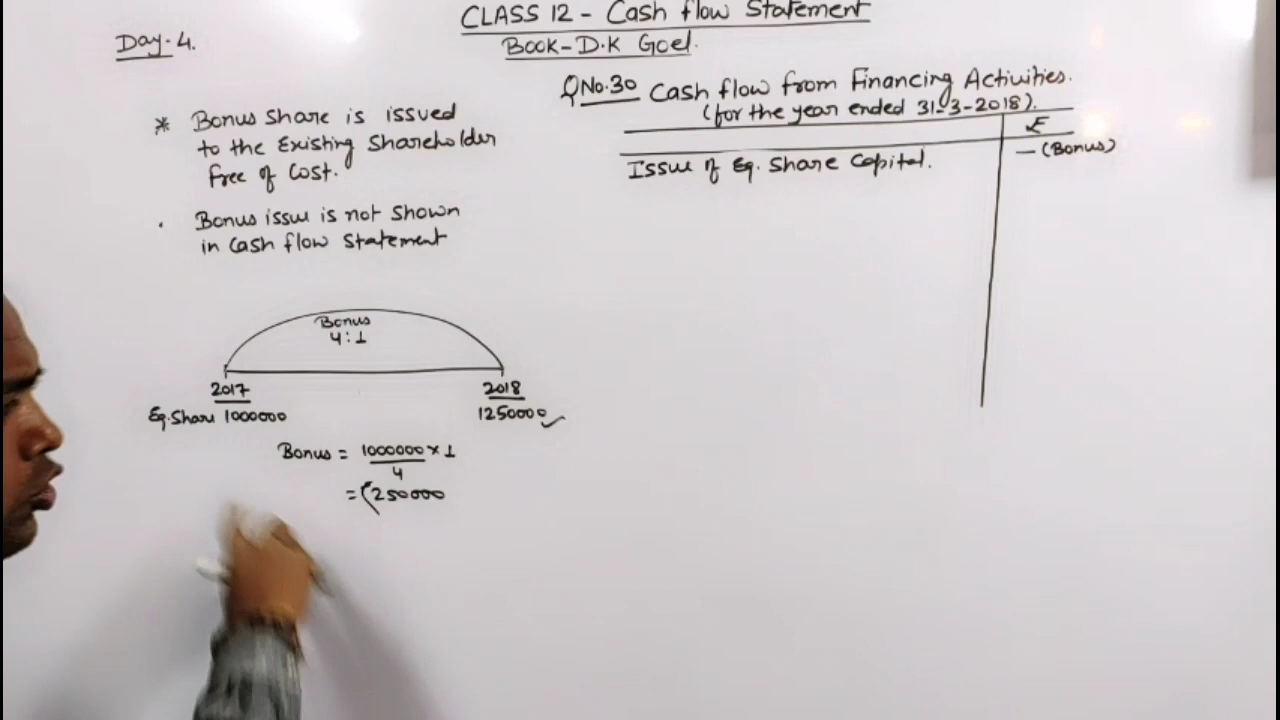 CLASS 12 - Cash flow Statement
Book - D.K Goel.
Day-4.
* Bonus share is issued
to the Existing Shareholder
free of Cost.
. Bonus issue is not shown
in Cash flow Statement
Bonus
4:1
2017
2018
Eq. Share 1000000
1250000 ✓
Bonus = 1000000 × 1
4
= (250000
QNo.30 Cash flow from Financing Activities.
(for the year ended 31-3-2018).
₹
Issue of Eq. Share Capital.
— (Bonus)